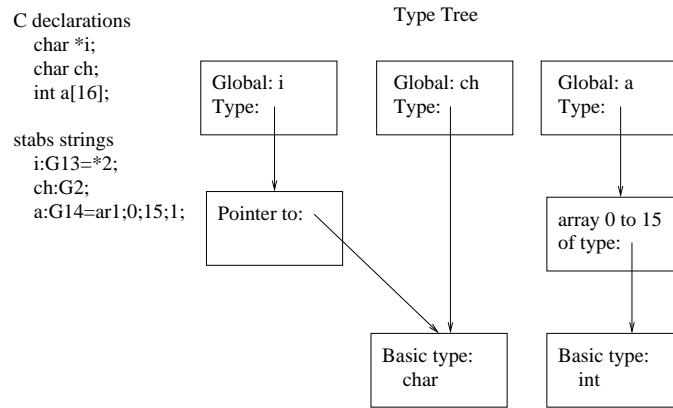 C declarations
char *i;
char ch;
int a[16];
stabs strings
i:G13=*2;
ch:G2;
a:G14=ar1;0;15;1;
Type Tree
Global: i
Type:
Global: ch
Type:
Global: a
Type:
Pointer to:
array 0 to 15
of type:
Basic type:
char
Basic type:
int